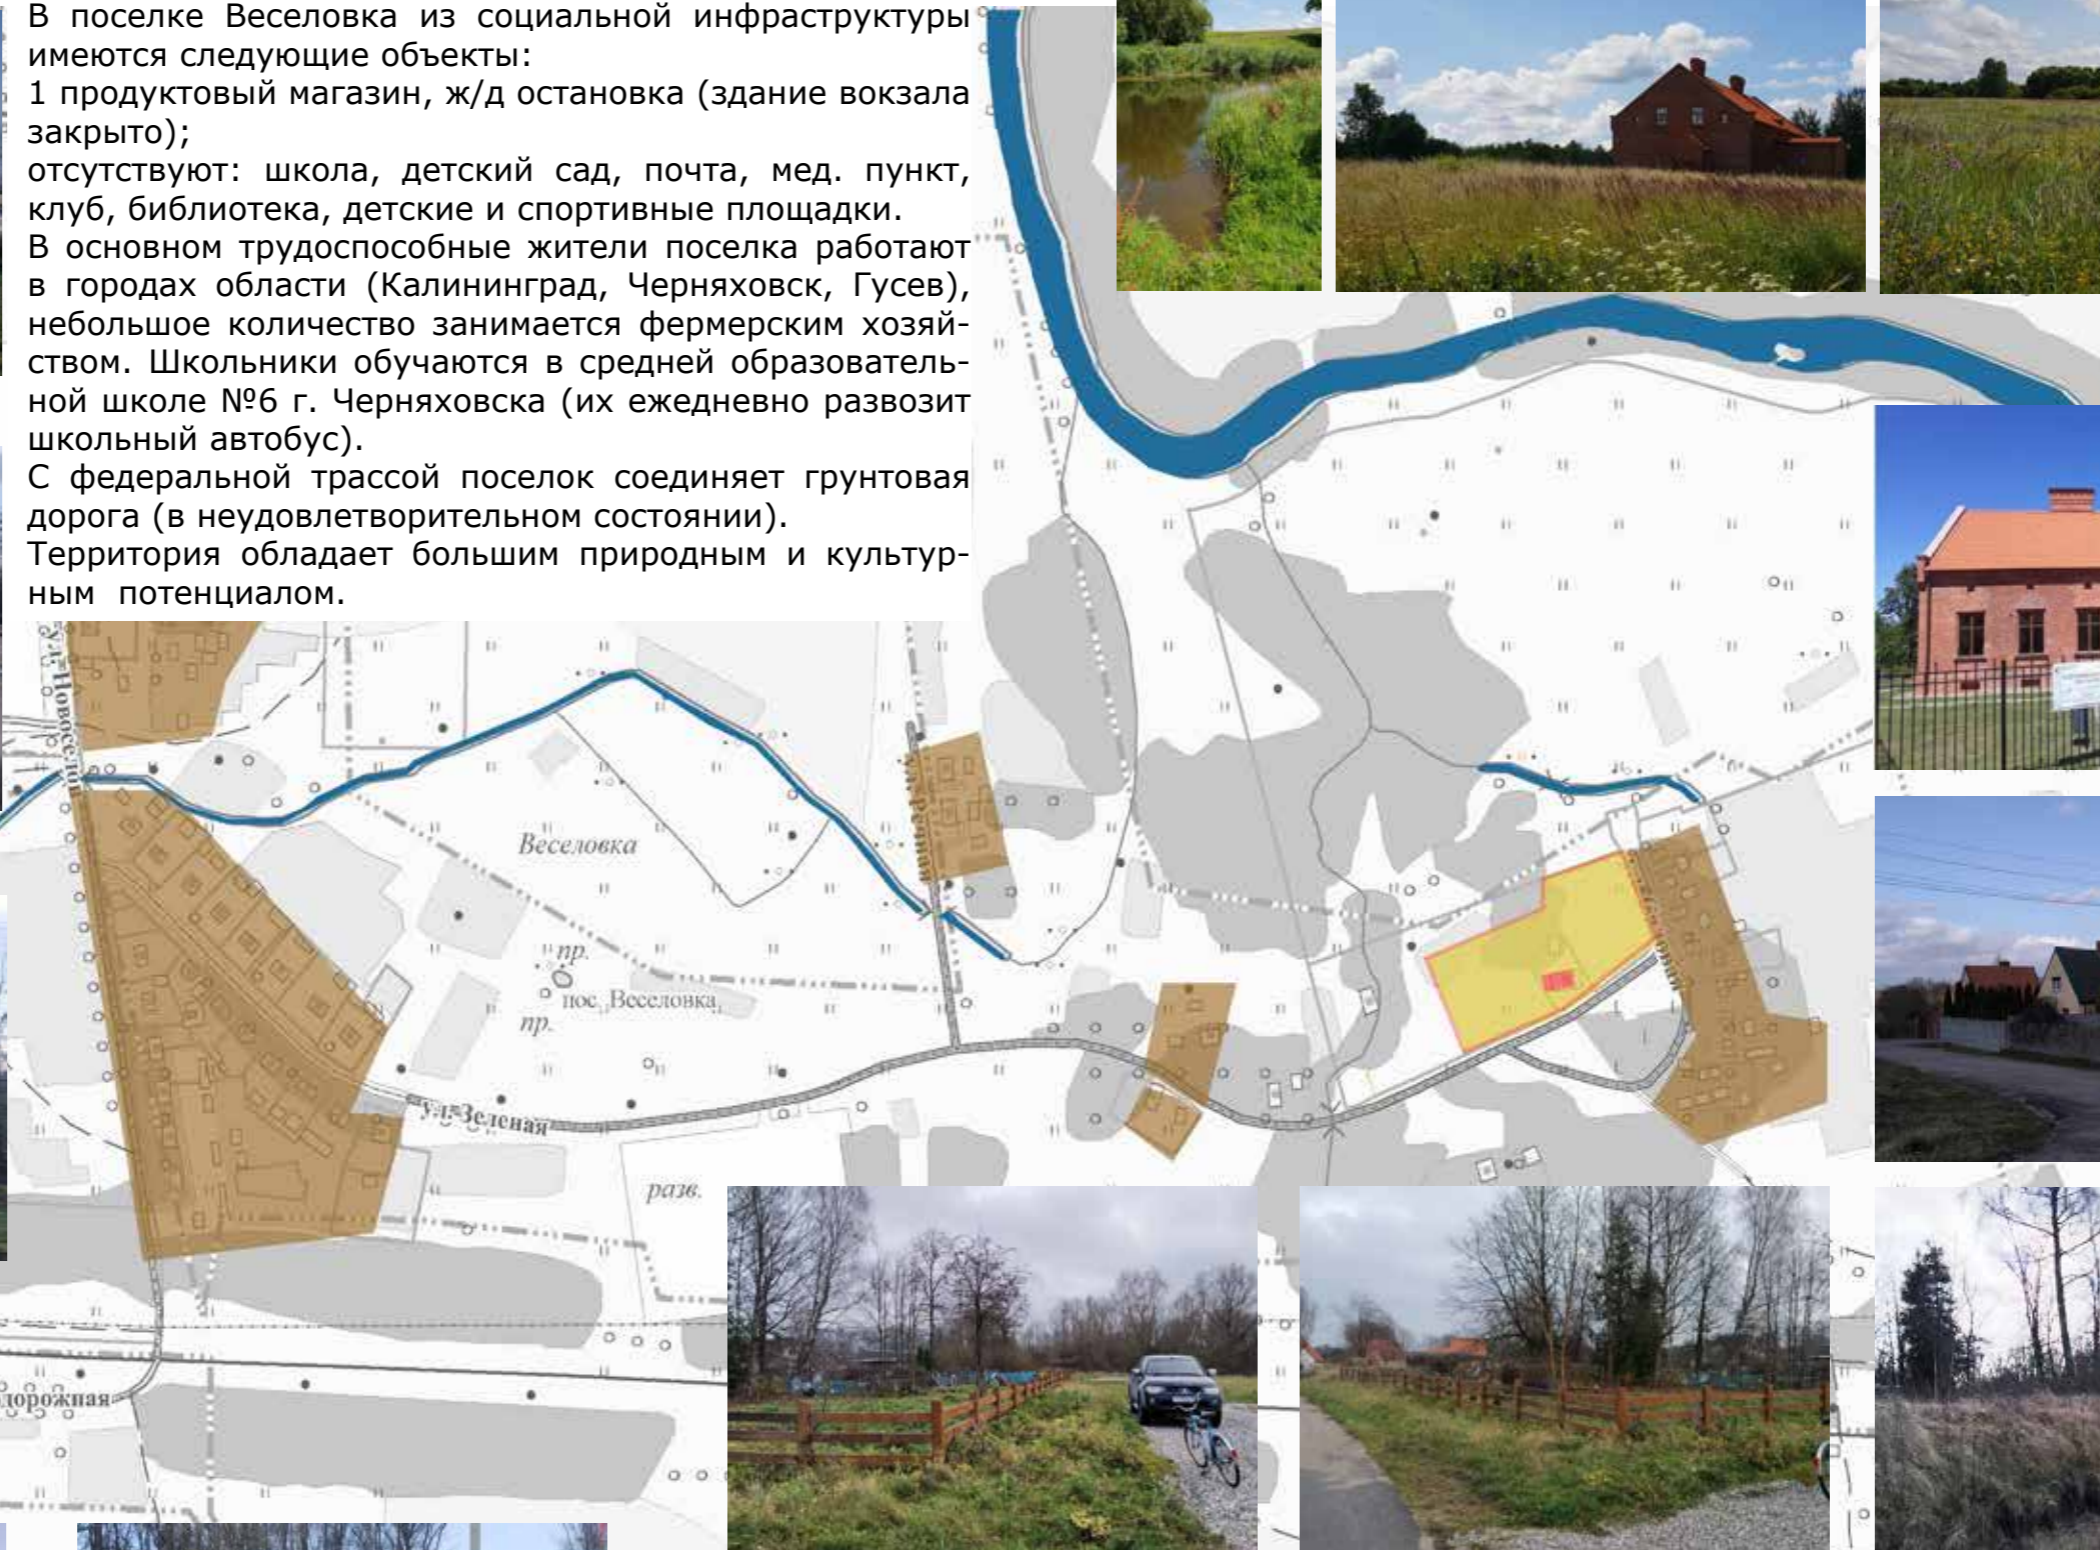 В поселке Веселовка из социальной инфраструктуры
имеются следующие объекты:
1 продуктовый магазин, ж/д остановка (здание вокзала
закрыто);
отсутствуют: школа, детский сад, почта, мед. пункт,
клуб, библиотека, детские и спортивные площадки.
В основном трудоспособные жители поселка работают
в городах области (Калининград, Черняховск, Гусев),
небольшое количество занимается фермерским хозяй-
ством. Школьники обучаются в средней образователь-
ной школе №6 г. Черняховска (их ежедневно развозит
школьный автобус).
С федеральной трассой поселок соединяет грунтовая
дорога (в неудовлетворительном состоянии).
Территория обладает большим природным и культур-
ным потенциалом.
Веселовка
пр.
пос. Веселовка
пр.
ул. Зеленая
разв.
дорожная